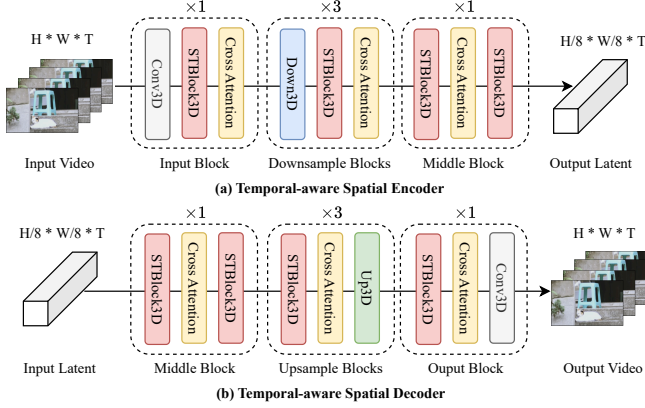 ×1
×3
×1
H * W * T
H/8 * W/8 * T
Conv3D
STBlock3D
Cross Attention
Down3D
STBlock3D
Cross Attention
STBlock3D
Cross Attention
STBlock3D
Input Video
Input Block
Downsample Blocks
Middle Block
Output Latent
(a) Temporal-aware Spatial Encoder
×1
×3
×1
H/8 * W/8 * T
H * W * T
STBlock3D
Cross Attention
STBlock3D
STBlock3D
Cross Attention
Up3D
STBlock3D
Cross Attention
Conv3D
Input Latent
Middle Block
Upsample Blocks
Ouput Block
Output Video
(b) Temporal-aware Spatial Decoder